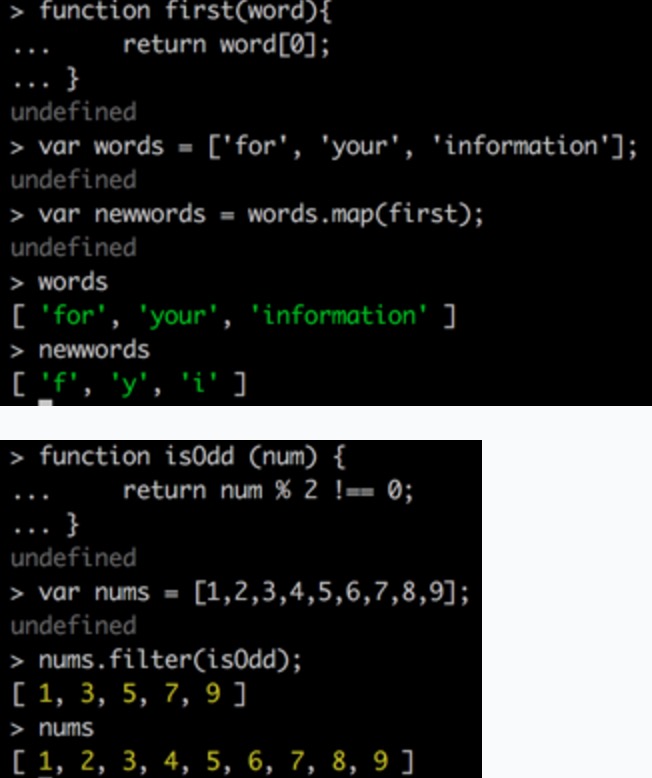 > function first(word){
...     return word[0];
... }
undefined
> var words = ['for', 'your', 'information'];
undefined
> var newwords = words.map(first);
undefined
> words
[ 'for', 'your', 'information' ]
> newwords
[ 'f', 'y', 'i' ]
> function isOdd (num) {
...     return num % 2 !== 0;
... }
undefined
> var nums = [1,2,3,4,5,6,7,8,9];
undefined
> nums.filter(isOdd);
[ 1, 3, 5, 7, 9 ]
> nums
[ 1, 2, 3, 4, 5, 6, 7, 8, 9 ]